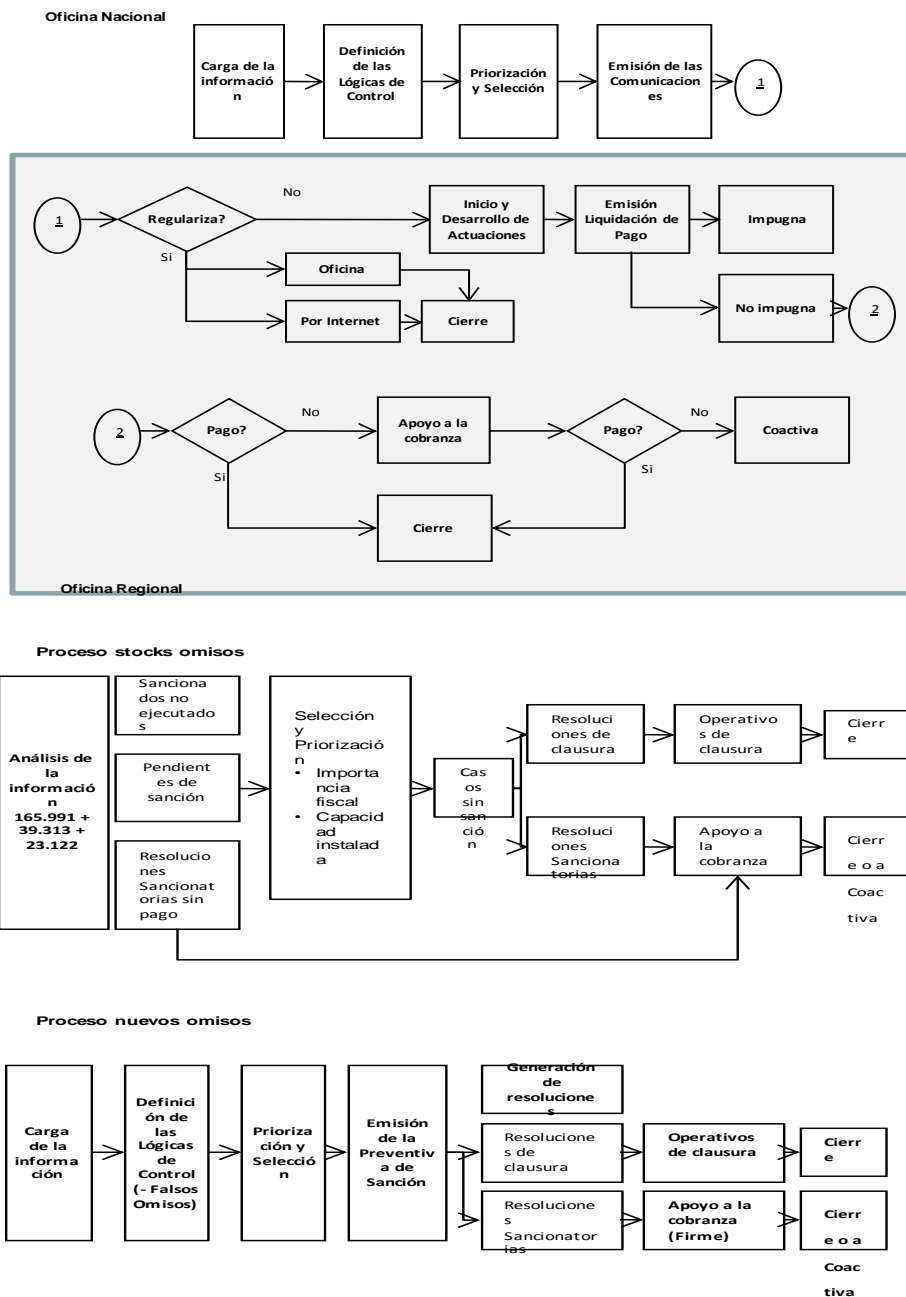 Oficina Nacional
Carga de la
informació
n
Definición
de las
Lógicas de
Control
Priorización
y Selección
Emisión de las
Comunicacion
es
1
1
Regulariza?
No
Si
Inicio y
Desarrollo de
Actuaciones
Emisión
Liquidación de
Pago
Impugna
Oficina
Por Internet
Cierre
No impugna
2
2
Pago?
No
Si
Apoyo a la
cobranza
Pago?
No
Si
Coactiva
Cierre
Oficina Regional
Proceso stocks omisos
Análisis de
la
informació
n
165.991 +
39.313 +
23.122
Sanciona
dos no
ejecutado
s
Pendient
es de
sanción
Resolucio
nes
Sancionat
orias sin
pago
Selección
y
Priorizació
n
• Importa
ncia
fiscal
• Capacid
ad
instalad
a
Cas
os
sin
san
ció
n
Resoluci
ones de
clausura
Operativo
s de
clausura
Cierr
e
Resoluci
ones
Sanciona
torias
Apoyo a
la
cobranza
Cierr
e o a
Coac
tiva
Proceso nuevos omisos
Carga
de la
informa
ción
Definici
ón de
las
Lógicas
de
Control
(- Falsos
Omisos)
Prioriza
ción y
Selecció
n
Emisión
de la
Preventiv
a de
Sanción
Generación
de
resolucione
s
Resolucione
s de
clausura
Operativos
de clausura
Cierr
e
Resolucione
s
Sancionator
ias
Apoyo a la
cobranza
(Firme)
Cierr
e o a
Coac
tiva